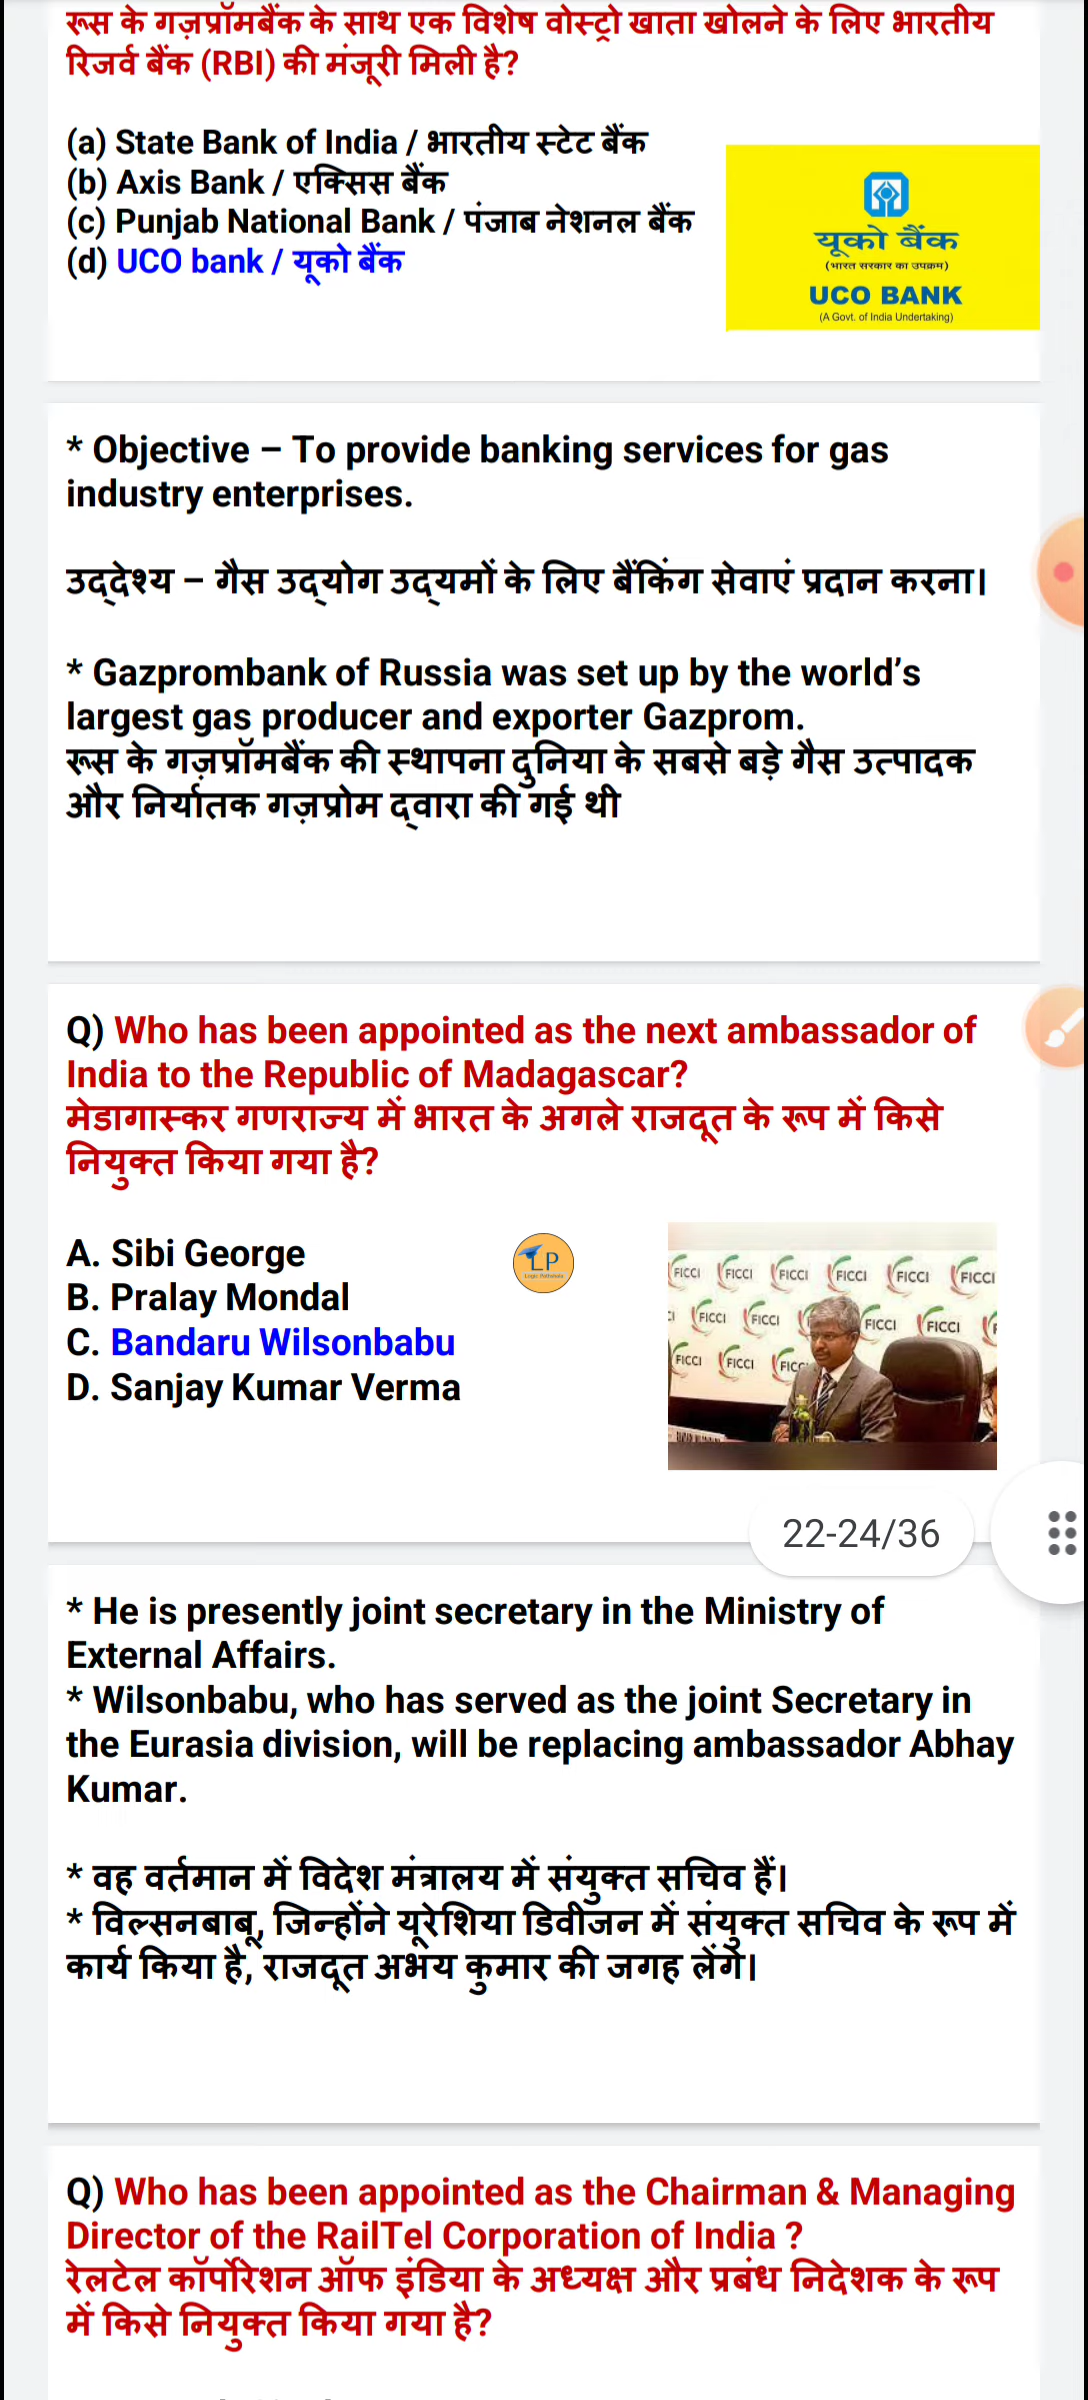 रूस के गज़प्रॉमबैंक के साथ एक विशेष वोस्ट्रो खाता खोलने के लिए भारतीय
रिजर्व बैंक (RBI) की मंजूरी मिली है?
(a) State Bank of India / भारतीय स्टेट बैंक
(b) Axis Bank / एक्सिस बैंक
(c) Punjab National Bank / पंजाब नेशनल बैंक
(d) UCO bank / यूको बैंक
यूको बैंक
(भारत सरकार का उपक्रम)
UCO BANK
(A Govt. of India Undertaking)
* Objective – To provide banking services for gas
industry enterprises.
उद्देश्य – गैस उद्योग उद्यमों के लिए बैंकिंग सेवाएं प्रदान करना।
* Gazprombank of Russia was set up by the world’s
largest gas producer and exporter Gazprom.
रूस के गज़प्रॉमबैंक की स्थापना दुनिया के सबसे बड़े गैस उत्पादक
और निर्यातक गज़प्रोम द्वारा की गई थी
Q) Who has been appointed as the next ambassador of
India to the Republic of Madagascar?
मेडागास्कर गणराज्य में भारत के अगले राजदूत के रूप में किसे
नियुक्त किया गया है?
A. Sibi George
B. Pralay Mondal
C. Bandaru Wilsonbabu
D. Sanjay Kumar Verma
LP
FICCI FICCI FICCI FICCI FICCI FICCI
FICCI FICCI FICCI FICCI
FICCI FICCI FICC
22-24/36
* He is presently joint secretary in the Ministry of
External Affairs.
* Wilsonbabu, who has served as the joint Secretary in
the Eurasia division, will be replacing ambassador Abhay
Kumar.
* वह वर्तमान में विदेश मंत्रालय में संयुक्त सचिव हैं।
* विल्सनबाबू, जिन्होंने यूरेशिया डिवीजन में संयुक्त सचिव के रूप में
कार्य किया है, राजदूत अभय कुमार की जगह लेंगे।
Q) Who has been appointed as the Chairman & Managing
Director of the RailTel Corporation of India ?
रेलटेल कॉर्पोरेशन ऑफ इंडिया के अध्यक्ष और प्रबंध निदेशक के रूप
में किसे नियुक्त किया गया है?